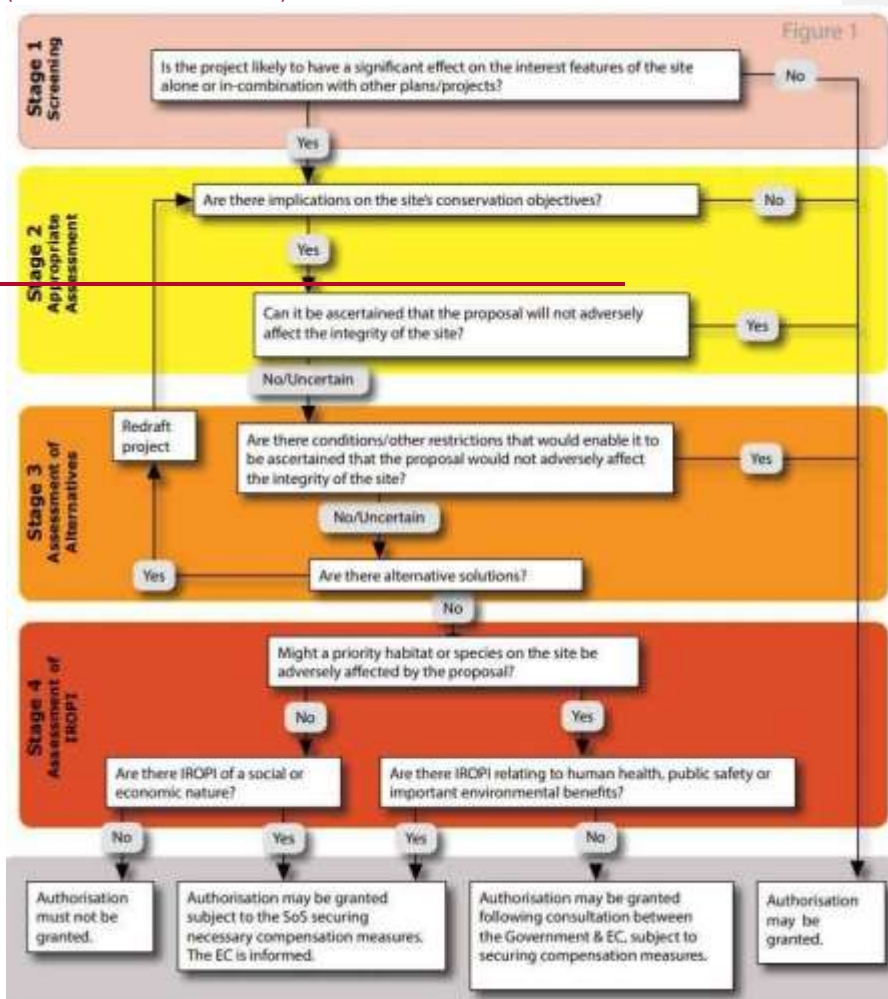 Figure 1
Stage 1
Screening
Is the project likely to have a significant effect on the interest features of the site
alone or in-combination with other plans/projects?
No
Yes
Stage 2
Appropriate
Assessment
Are there implications on the site's conservation objectives?
No
Yes
Can it be ascertained that the proposal will not adversely
affect the integrity of the site?
Yes
No/Uncertain
Stage 3
Assessment of
Alternatives
Redraft
project
Are there conditions/other restrictions that would enable it to
be ascertained that the proposal would not adversely affect
the integrity of the site?
Yes
No/Uncertain
Yes
Are there alternative solutions?
No
Stage 4
Assessment of
IROPI
Might a priority habitat or species on the site be
adversely affected by the proposal?
No
Yes
Are there IROPI of a social or
economic nature?
Are there IROPI relating to human health, public safety or
important environmental benefits?
No
Yes
Yes
No
Authorisation
must not be
granted.
Authorisation may be granted
subject to the SoS securing
necessary compensation measures.
The EC is informed.
Authorisation may be granted
following consultation between
the Government & EC, subject to
securing compensation measures.
Authorisation
may be
granted.